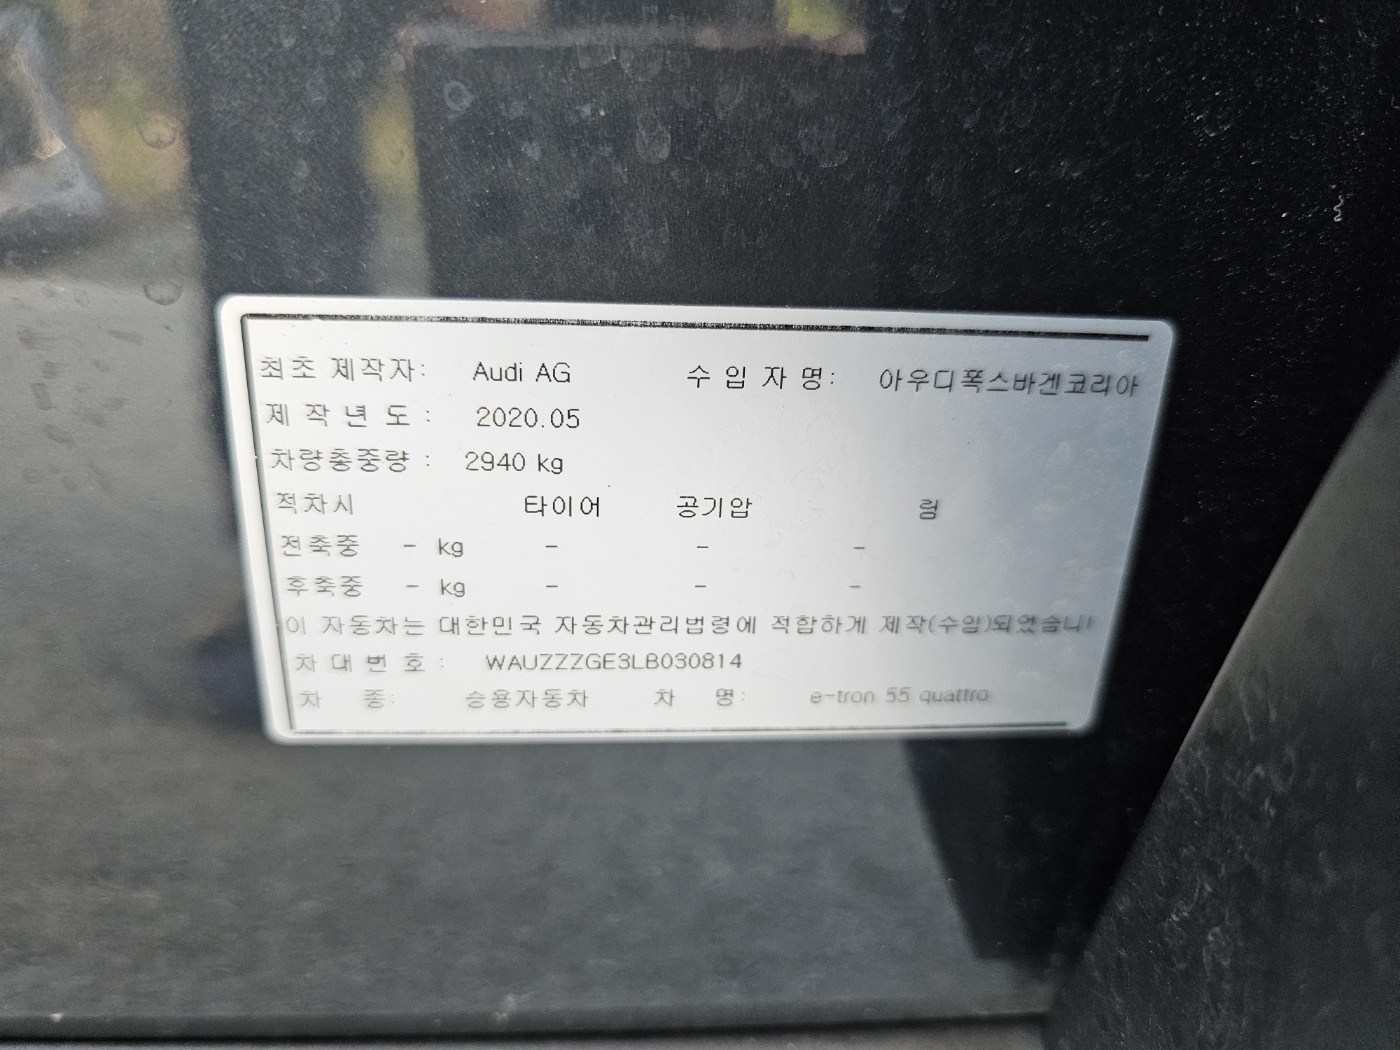 최초 제작자: Audi AG 수 입 자 명: 아우디폭스바겐코리아
제 작 년 도 : 2020.05
차량총중량 : 2940 kg
적차시 타이어 공기압 림
전축중 - kg - - -
후축중 - kg - - -
이 자동차는 대한민국 자동차관리법령에 적합하게 제작(수입)되었습니
차 대 번 호 : WAUZZZGE3LB030814
차 종: 승용자동차 차 명: e-tron 55 quattro